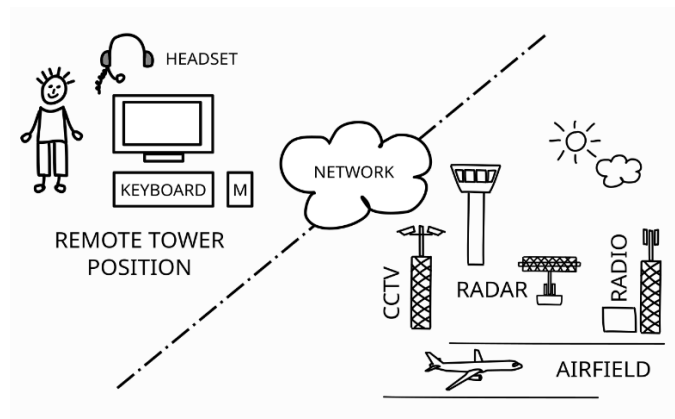 HEADSET
KEYBOARD
M
REMOTE TOWER
POSITION
NETWORK
CCTV
RADAR
RADIO
AIRFIELD